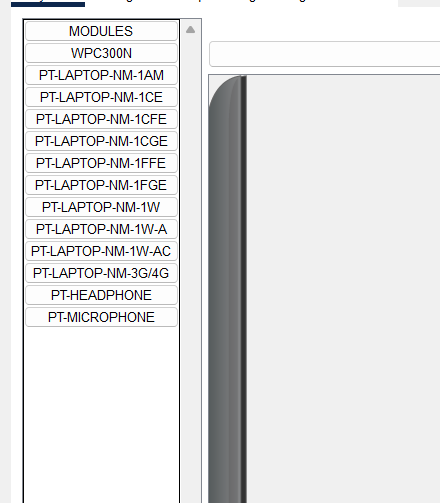 MODULES
WPC300N
PT-LAPTOP-NM-1AM
PT-LAPTOP-NM-1CE
PT-LAPTOP-NM-1CFE
PT-LAPTOP-NM-1CGE
PT-LAPTOP-NM-1FFE
PT-LAPTOP-NM-1FGE
PT-LAPTOP-NM-1W
PT-LAPTOP-NM-1W-A
PT-LAPTOP-NM-1W-AC
PT-LAPTOP-NM-3G/4G
PT-HEADPHONE
PT-MICROPHONE